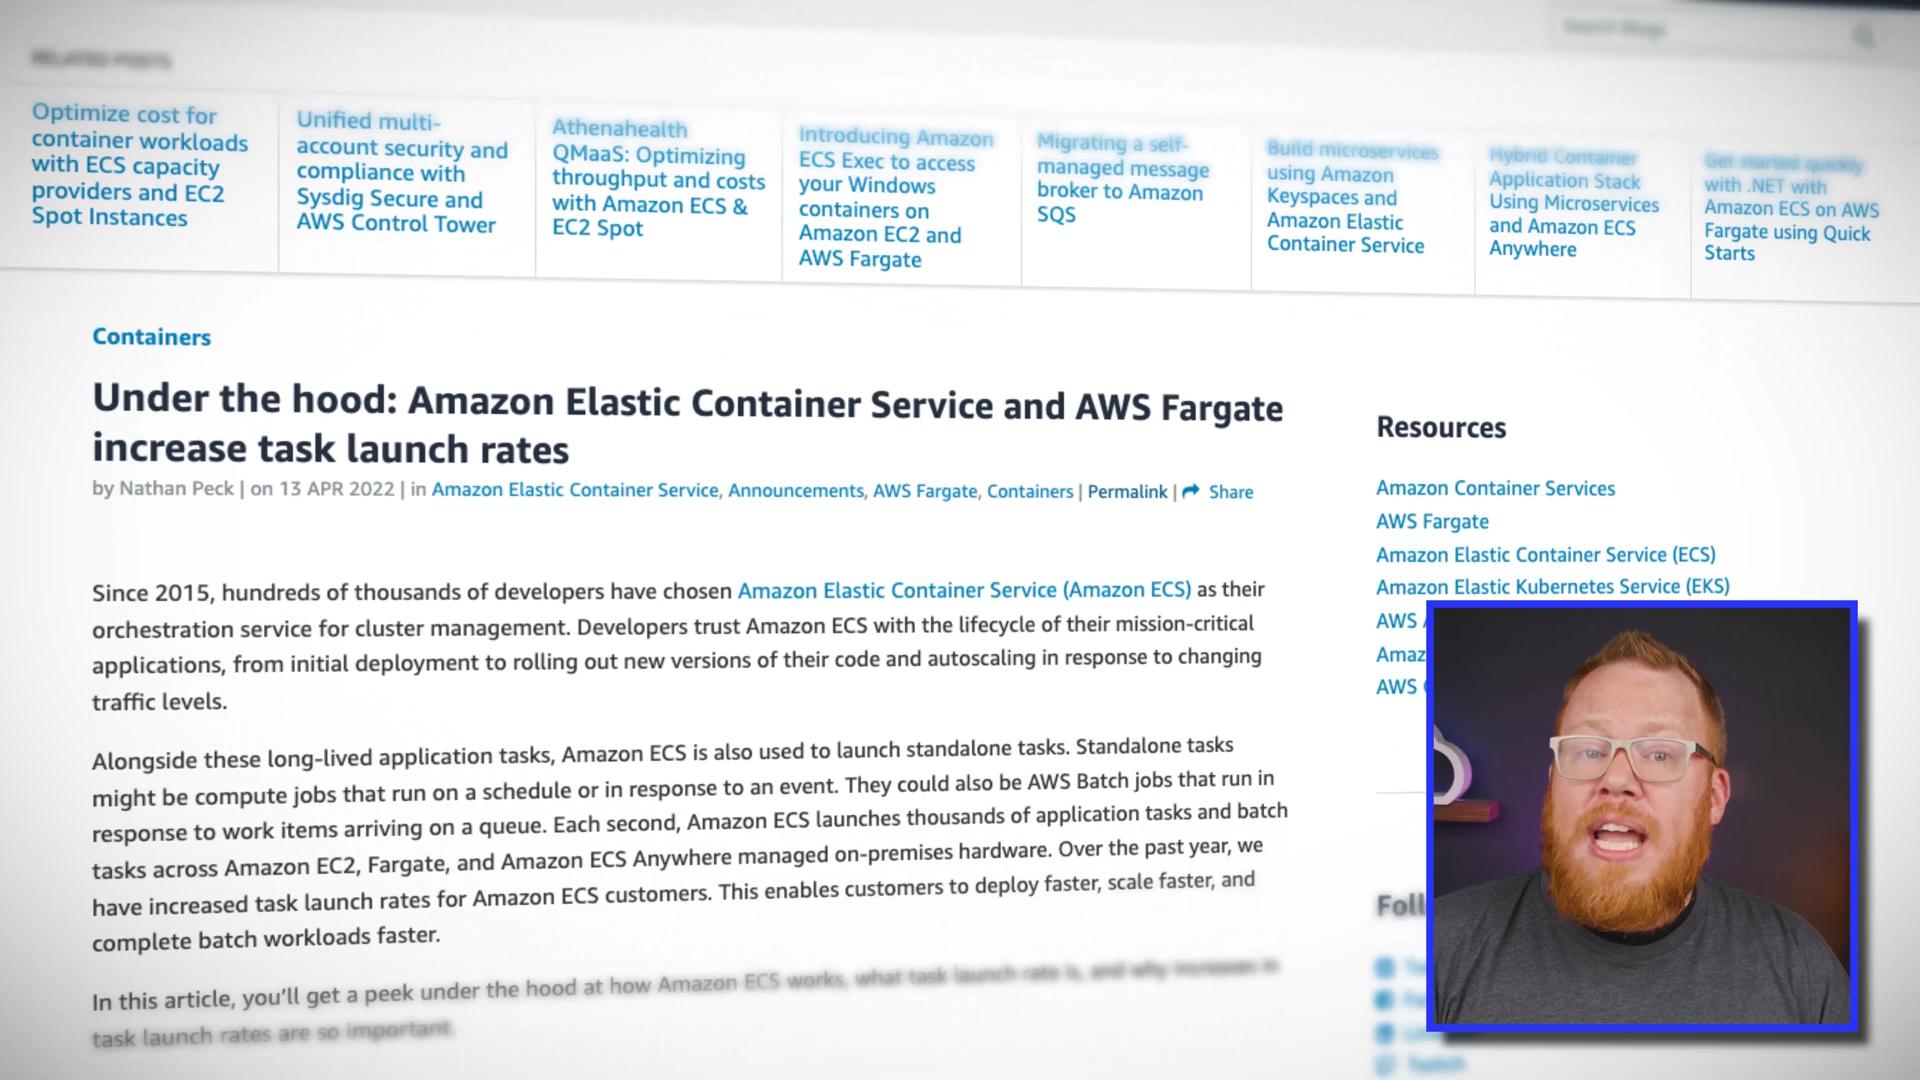 RELATED POSTS
Search Blogs
Optimize cost for
container workloads
with ECS capacity
providers and EC2
Spot Instances
Unified multi-
account security and
compliance with
Sysdig Secure and
AWS Control Tower
Athenahealth
QMaaS: Optimizing
throughput and costs
with Amazon ECS &
EC2 Spot
Introducing Amazon
ECS Exec to access
your Windows
containers on
Amazon EC2 and
AWS Fargate
Migrating a self-
managed message
broker to Amazon
SQS
Build microservices
using Amazon
Keyspaces and
Amazon Elastic
Container Service
Hybrid Container
Application Stack
Using Microservices
and Amazon ECS
Anywhere
Get started quickly
with .NET with
Amazon ECS on AWS
Fargate using Quick
Starts
Containers
Under the hood: Amazon Elastic Container Service and AWS Fargate
increase task launch rates
by Nathan Peck | on 13 APR 2022 | in Amazon Elastic Container Service, Announcements, AWS Fargate, Containers | Permalink | Share
Since 2015, hundreds of thousands of developers have chosen Amazon Elastic Container Service (Amazon ECS) as their
orchestration service for cluster management. Developers trust Amazon ECS with the lifecycle of their mission-critical
applications, from initial deployment to rolling out new versions of their code and autoscaling in response to changing
traffic levels.
Alongside these long-lived application tasks, Amazon ECS is also used to launch standalone tasks. Standalone tasks
might be compute jobs that run on a schedule or in response to an event. They could also be AWS Batch jobs that run in
response to work items arriving on a queue. Each second, Amazon ECS launches thousands of application tasks and batch
tasks across Amazon EC2, Fargate, and Amazon ECS Anywhere managed on-premises hardware. Over the past year, we
have increased task launch rates for Amazon ECS customers. This enables customers to deploy faster, scale faster, and
complete batch workloads faster.
In this article, you'll get a peek under the hood at how Amazon ECS works, what task launch rate is, and why increases in
task launch rates are so important.
Resources
Amazon Container Services
AWS Fargate
Amazon Elastic Container Service (ECS)
Amazon Elastic Kubernetes Service (EKS)
AWS
Amaz
AWS
Foll
Twitch